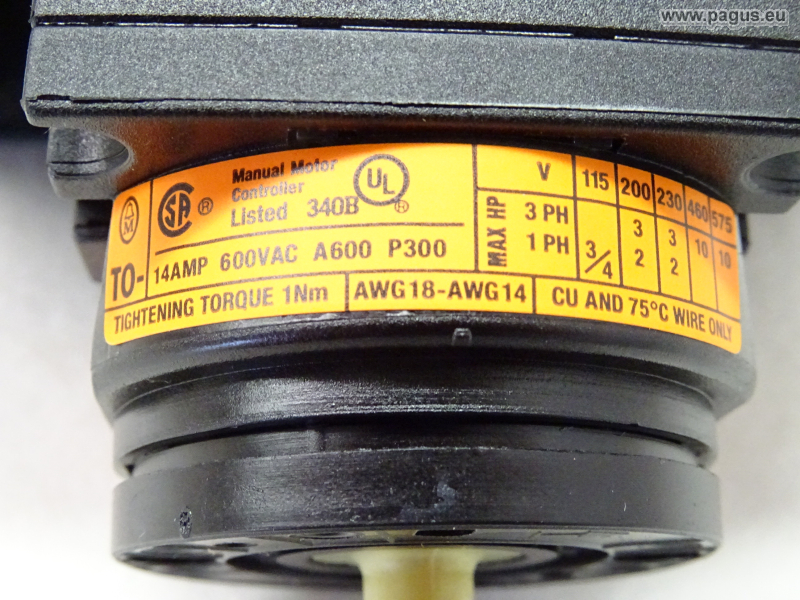 www.pagus.eu
M
TO-
SA ®
Manual Motor
Controller
Listed 340B
UL ®
14AMP 600VAC A600 P300
MAX HP
V 115 200 230 460 575
3 PH 3 3 10 10
1 PH 3/4 2 2
TIGHTENING TORQUE 1Nm AWG18-AWG14 CU AND 75°C WIRE ONLY